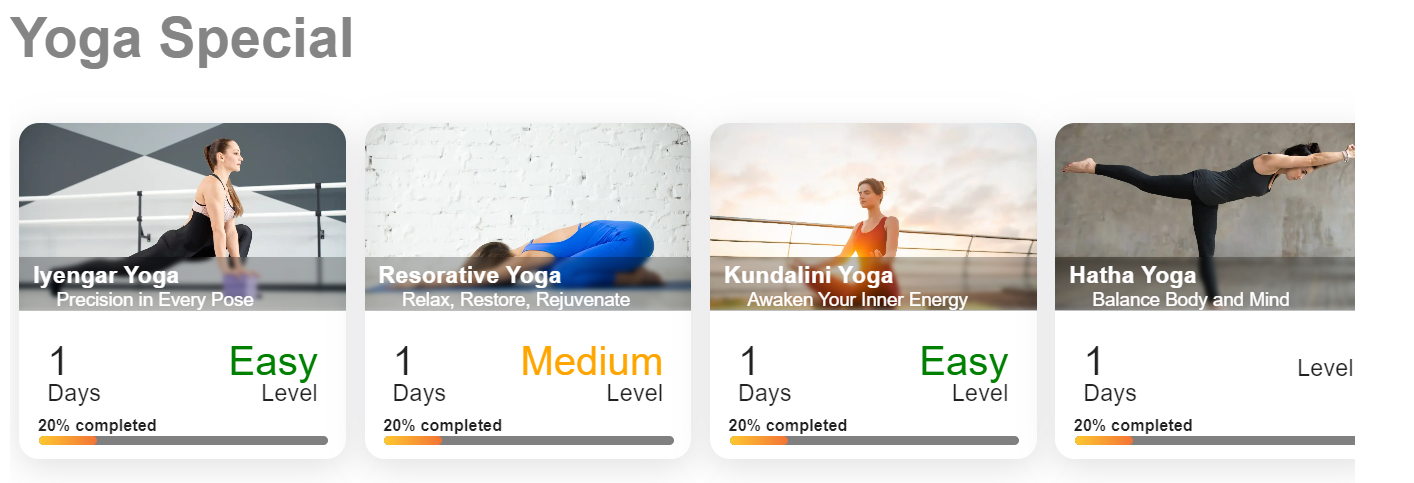 Yoga Special
Iyengar Yoga
Precision in Every Pose
1
Easy
Days
Level
20% completed
Resorative Yoga
Relax, Restore, Rejuvenate
1
Medium
Days
Level
20% completed
Kundalini Yoga
Awaken Your Inner Energy
1
Easy
Days
Level
20% completed
Hatha Yoga
Balance Body and Mind
1
Days
Level
20% completed